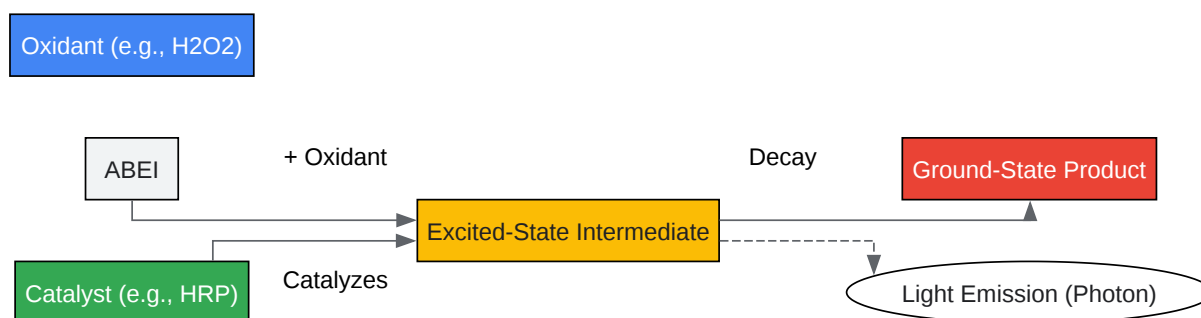 Oxidant (e.g., H2O2)
ABEI
+ Oxidant
Decay
Ground-State Product
Excited-State Intermediate
Catalyst (e.g., HRP)
Catalyzes
Light Emission (Photon)